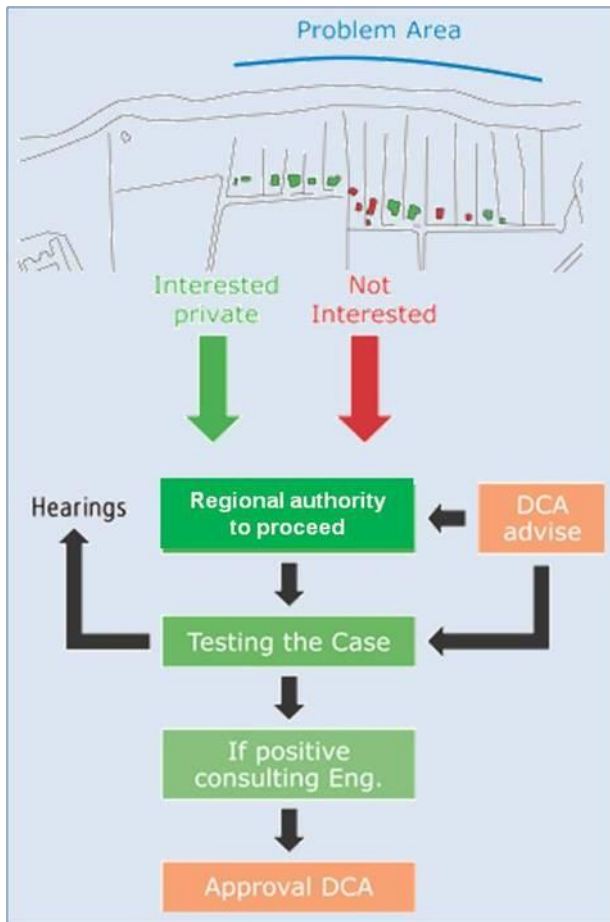 Problem Area
Interested
private
Not
Interested
Regional authority
to proceed
Hearings
DCA
advise
Testing the Case
If positive
consulting Eng.
Approval DCA